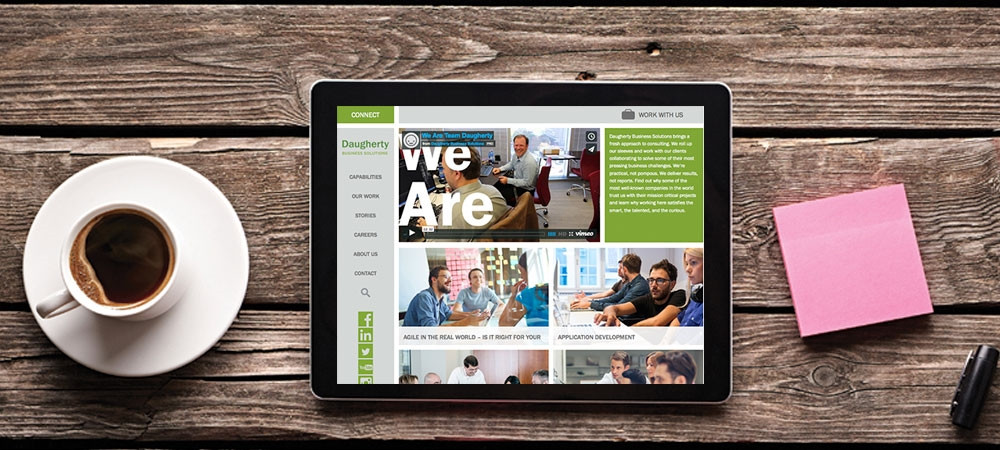 CONNECT
WORK WITH US
Daugherty
BUSINESS SOLUTIONS
CAPABILITIES
OUR WORK
STORIES
CAREERS
ABOUT US
CONTACT
We Are Team Daugherty
from Daugherty Business Solutions PRO
We
Are
HD
vimeo
Daugherty Business Solutions brings a
fresh approach to consulting. We roll up
our sleeves and work with our clients
collaborating to solve some of their most
pressing business challenges. We're
practical, not pompous. We deliver results,
not reports. Find out why some of the
most well-known companies in the world
trust us with their mission critical projects
and learn why working here satisfies the
smart, the talented, and the curious.
AGILE IN THE REAL WORLD – IS IT RIGHT FOR YOUR
APPLICATION DEVELOPMENT
f
in
You